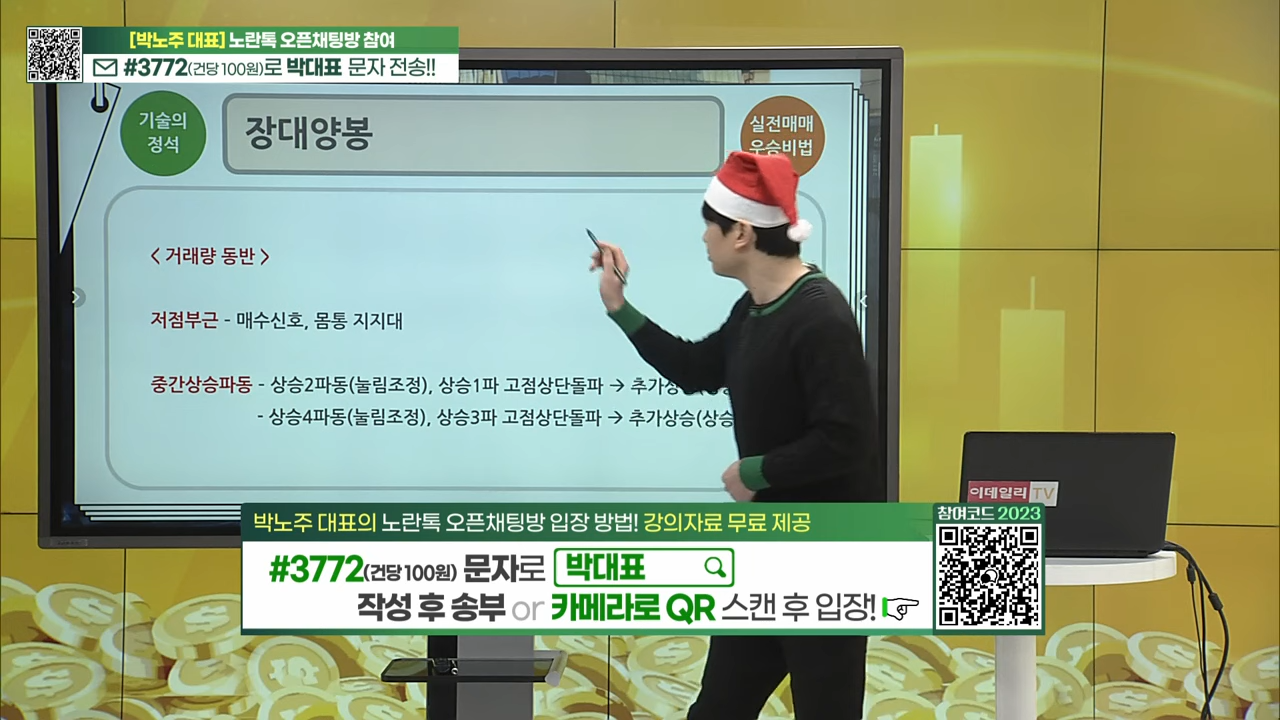 [박노주 대표] 노란톡 오픈채팅방 참여
#3772(건당 100원)로 박대표 문자 전송!!
기술의
정석
장대양봉
실전매매
우승비법
< 거래량 동반 >
저점부근 - 매수신호, 몸통 지지대
중간상승파동 - 상승2파동(눌림조정), 상승1파 고점상단돌파 → 추가상
- 상승4파동(눌림조정), 상승3파 고점상단돌파 → 추가상승(상승
이데일리 TV
박노주 대표의 노란톡 오픈채팅방 입장 방법! 강의자료 무료 제공
참여코드 2023
#3772(건당 100원) 문자로 박대표
작성 후 송부 or 카메라로 QR 스캔 후 입장!